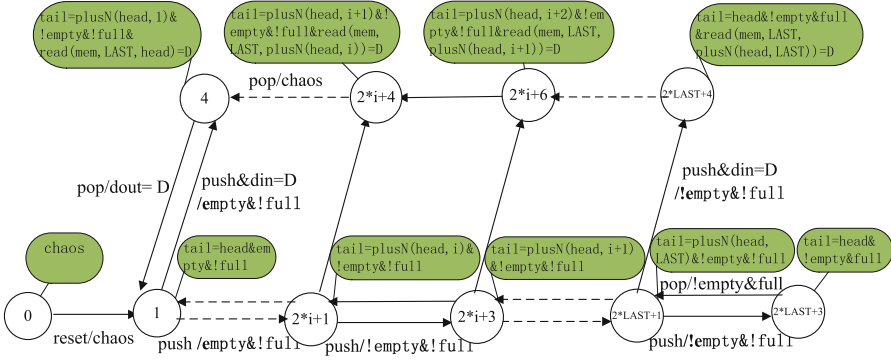 tail=plusN(head,1)&
!empty&!full&
read(mem,LAST,head)=D
tail=plusN(head,i+1)&!
empty&!full&read(mem,
LAST,plusN(head,i))=D
tail=plusN(head,i+2)&!em
pty&!full&read(mem,LAST,
plusN(head,i+1))=D
tail=head&!empty&full
&read(mem,LAST,
plusN(head,LAST))=D
pop/chaos
4
2*i+4
2*i+6
2*LAST+4
pop/dout= D
push&din=D
/empty&!full
push&din=D
/!empty&!full
chaos
tail=head&em
pty&!full
tail=plusN(head,i)&
!empty&!full
tail=plusN(head,i+1)
&!empty&!full
tail=plusN(head,
LAST)&!empty&!full
tail=head&
!empty&full
pop/!empty&full
0
1
2*i+1
2*i+3
2*LAST+1
2*LAST+3
reset/chaos
push /empty&!full
push/!empty&!full
push/!empty&!full